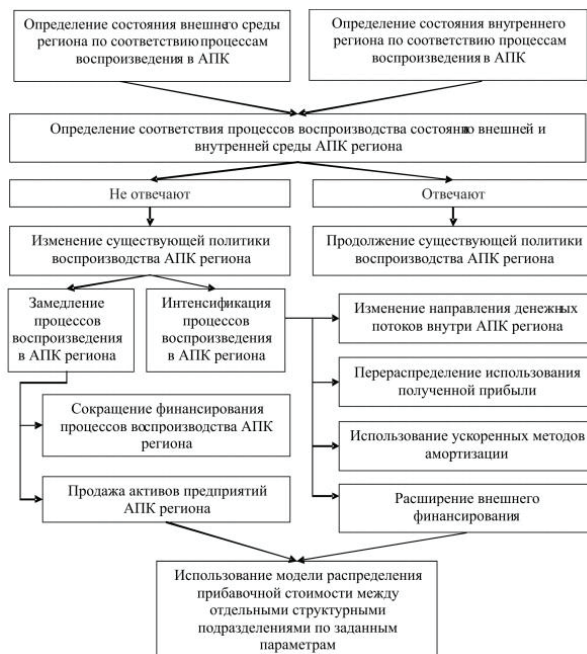 Определение состояния внешнего среды
региона по соответствию процессам
воспроизведения в АПК
Определение состояния внутреннего
региона по соответствию процессам
воспроизведения в АПК
Определение соответствия процессов воспроизводства состоянию внешней и
внутренней среды АПК региона
Не отвечают
Отвечают
Изменение существующей политики
воспроизводства АПК региона
Продолжение существующей политики
воспроизводства АПК региона
Замедление
процессов
воспроизведения
в АПК региона
Интенсификация
процессов
воспроизведения
в АПК региона
Изменение направления денежных
потоков внутри АПК региона
Перераспределение использования
полученной прибыли
Сокращение финансирования
процессов воспроизводства АПК
региона
Использование ускоренных методов
амортизации
Продажа активов предприятий
АПК региона
Расширение внешнего
финансирования
Использование модели распределения
прибавочной стоимости между
отдельными структурными
подразделениями по заданным
параметрам